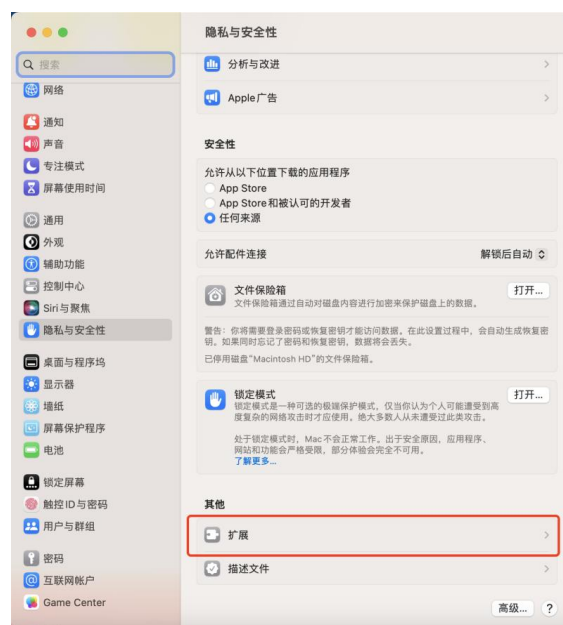 隐私与安全性
搜索
网络
通知
声音
专注模式
屏幕使用时间
通用
外观
辅助功能
控制中心
Siri与聚焦
隐私与安全性
桌面与程序坞
显示器
墙纸
屏幕保护程序
电池
锁定屏幕
触控ID与密码
用户与群组
密码
互联网帐户
Game Center
分析与改进
Apple广告
安全性
允许从以下位置下载的应用程序
App Store
App Store和被认可的开发者
任何来源
允许配件连接 解锁后自动
文件保险箱 打开...
文件保险箱通过自动对磁盘内容进行加密来保护磁盘上的数据。
警告：你将需要登录密码或恢复密钥才能访问数据。在此设置过程中，会自动生成恢复密
钥。如果同时忘记了密码和恢复密钥，数据将会丢失。
已停用磁盘“Macintosh HD”的文件保险箱。
锁定模式 打开...
锁定模式是一种可选的极端保护模式，仅当你认为个人可能遭受到高
度复杂的网络攻击时才应使用。绝大多数人从未遭受过此类攻击。
处于锁定模式时，Mac不会正常工作。出于安全原因，应用程序、
网站和功能会严格受限，部分体验会完全不可用。
了解更多...
其他
扩展
描述文件
高级... ?